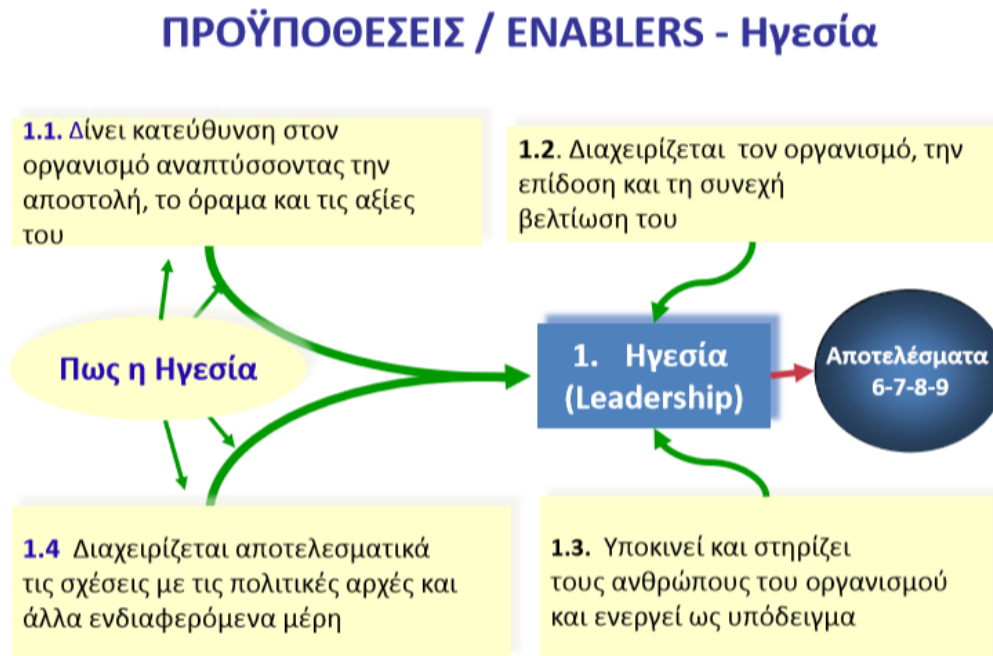 ΠΡΟΫΠΟΘΕΣΕΙΣ / ENABLERS - Ηγεσία
1.1. Δίνει κατεύθυνση στον
οργανισμό αναπτύσσοντας την
αποστολή, το όραμα και τις αξίες
του
1.2. Διαχειρίζεται τον οργανισμό, την
επίδοση και τη συνεχή
βελτίωση του
Πως η Ηγεσία
1. Ηγεσία
(Leadership)
Αποτελέσματα
6-7-8-9
1.4 Διαχειρίζεται αποτελεσματικά
τις σχέσεις με τις πολιτικές αρχές και
άλλα ενδιαφερόμενα μέρη
1.3. Υποκινεί και στηρίζει
τους ανθρώπους του οργανισμού
και ενεργεί ως υπόδειγμα